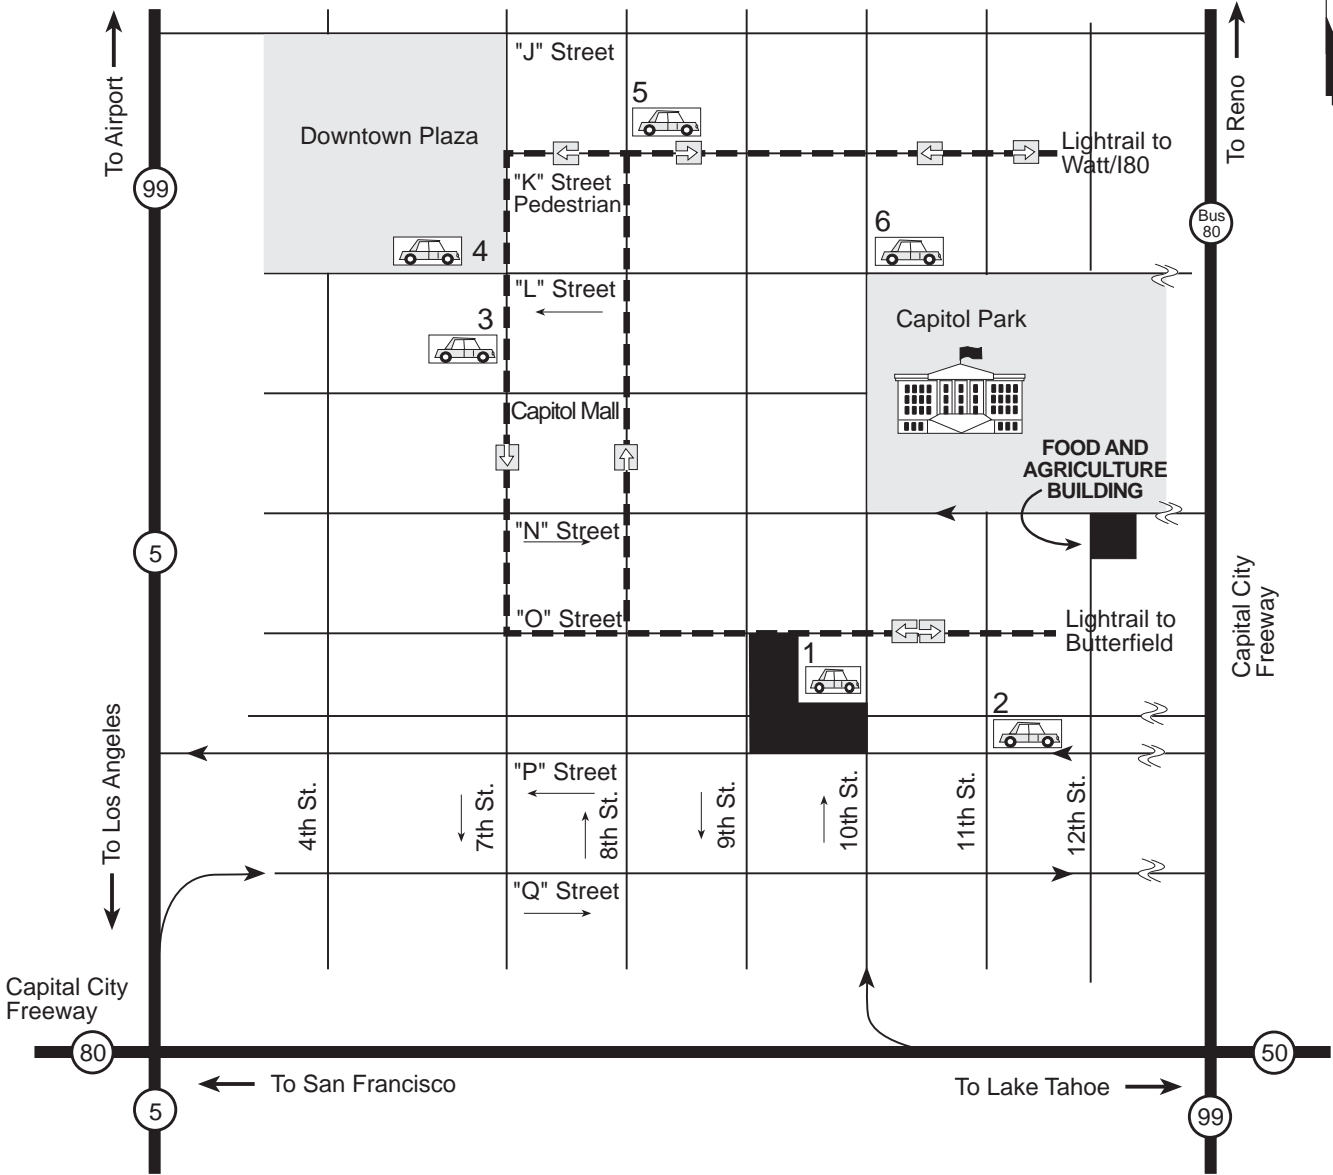 To Airport
To Reno
"J" Street
5
Downtown Plaza
Lightrail to
Watt/I80
"K" Street
Pedestrian
99
Bus
80
6
4
"L" Street
3
Capitol Park
Capitol Mall
FOOD AND
AGRICULTURE
BUILDING
"N" Street
5
"O" Street
Lightrail to
Butterfield
Capital City
Freeway
1
2
To Los Angeles
"P" Street
4th St.
7th St.
8th St.
9th St.
10th St.
11th St.
12th St.
"Q" Street
Capital City
Freeway
80
50
To San Francisco
To Lake Tahoe
5
99